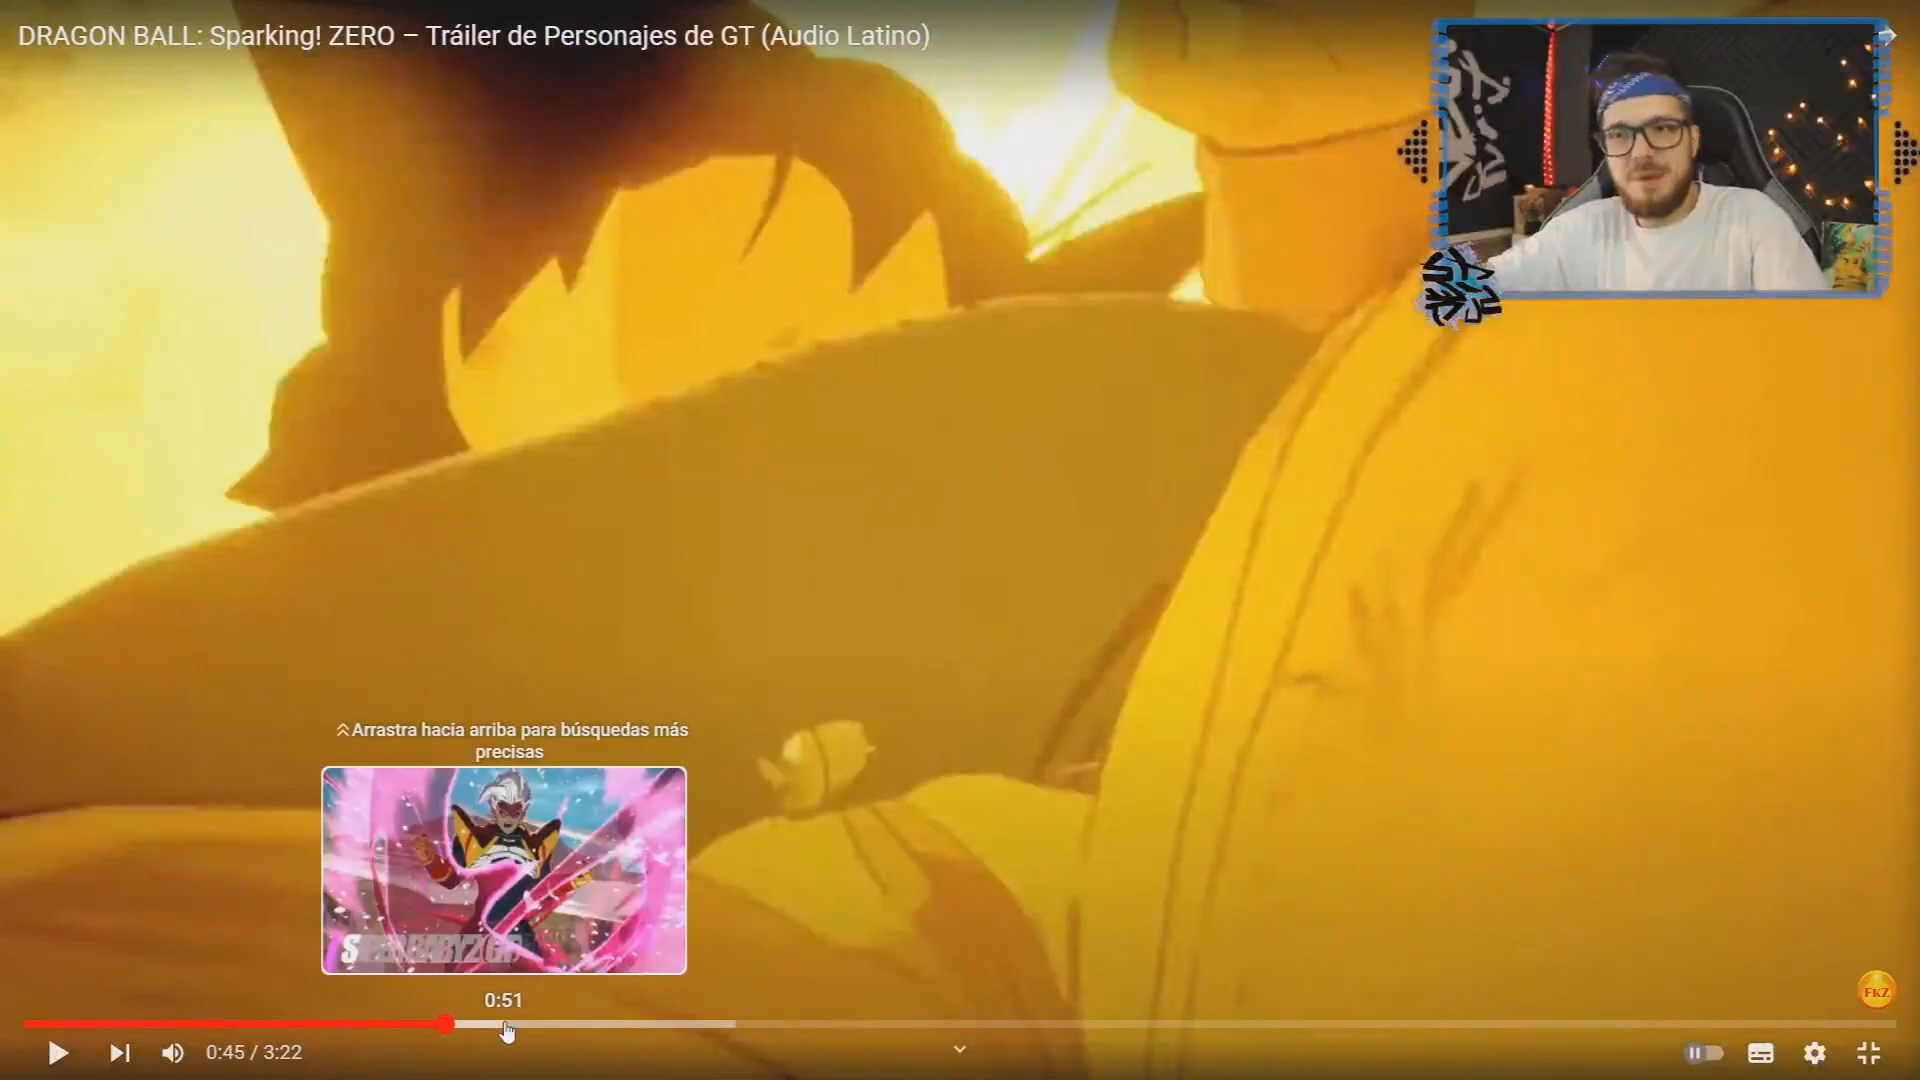 DRAGON BALL: Sparking! ZERO – Tráiler de Personajes de GT (Audio Latino)
Arrastra hacia arriba para búsquedas más
precisas
0:51
FKZ
0:45 / 3:22